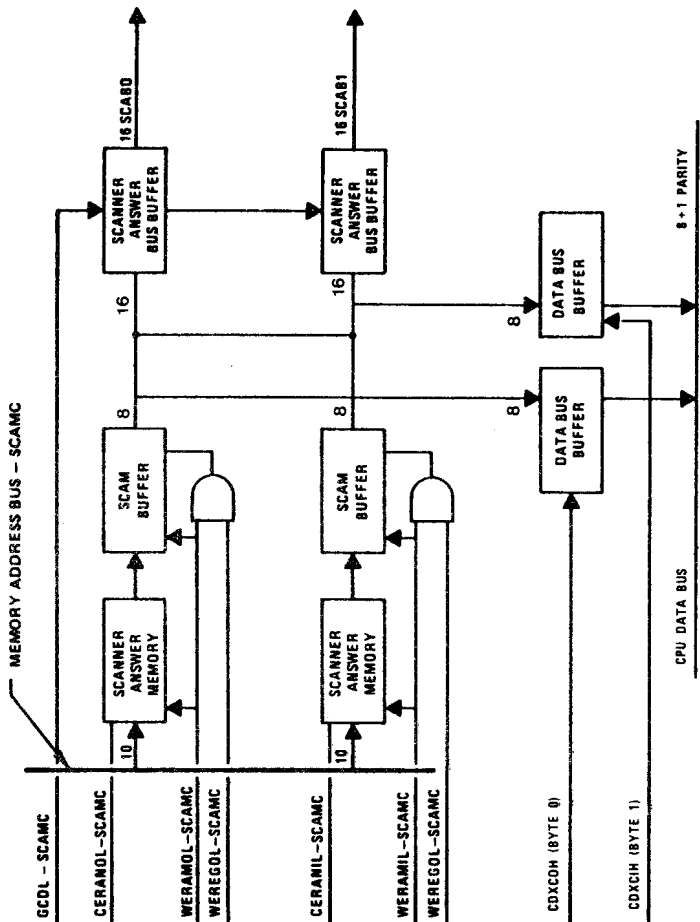 MEMORY ADDRESS BUS – SCAMC
GCDL – SCAMC
CERANOL–SCAMC
WERAMOL–SCAMC
WEREGOL–SCAMC
CERANIL–SCAMC
WERAMIL–SCAMC
WEREGOL–SCAMC
CDXCDH (BYTE 0)
CDXCIH (BYTE 1)
10
SCANNER
ANSWER
MEMORY
SCAM
BUFFER
8
16
SCANNER
ANSWER
BUS BUFFER
16 SCAB0
10
SCANNER
ANSWER
MEMORY
SCAM
BUFFER
8
16
SCANNER
ANSWER
BUS BUFFER
16 SCAB1
8
DATA BUS
BUFFER
8
DATA BUS
BUFFER
CPU DATA BUS
8 + 1 PARITY